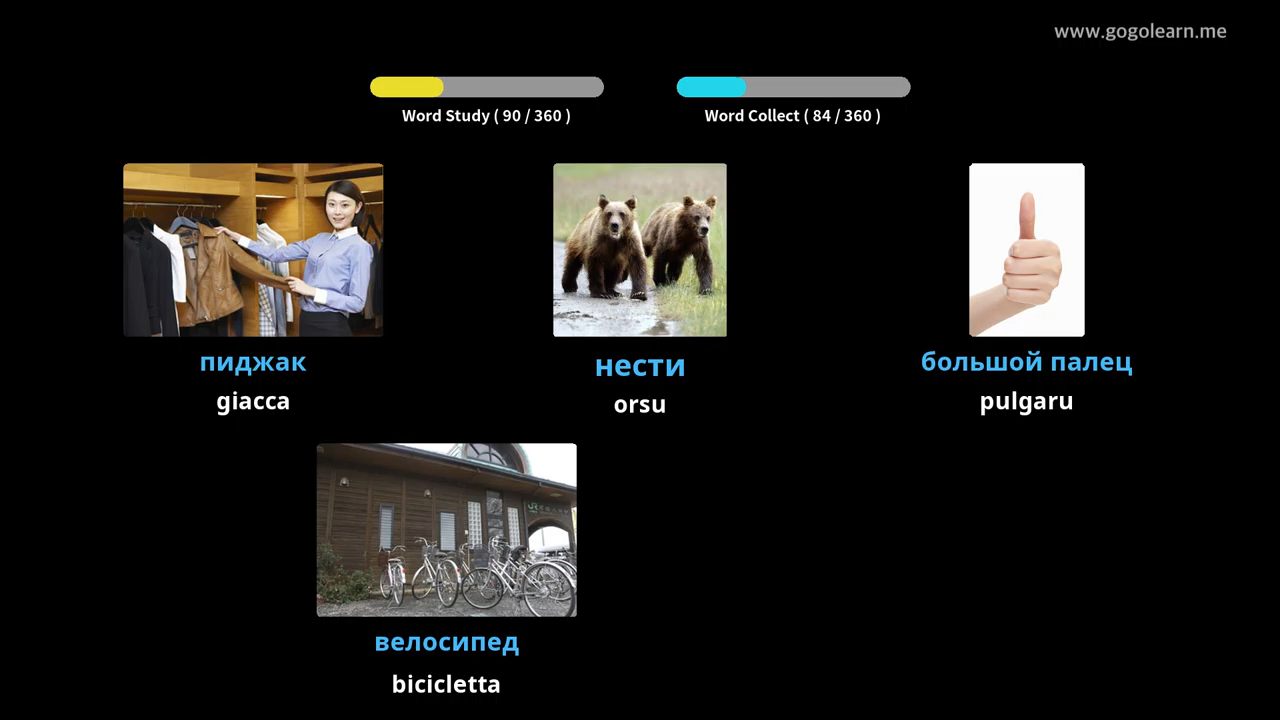 www.gogolearn.me
Word Study ( 90 / 360 )
Word Collect ( 84 / 360 )
пиджак
giacca
нести
orsu
большой палец
pulgaru
велосипед
bicicletta